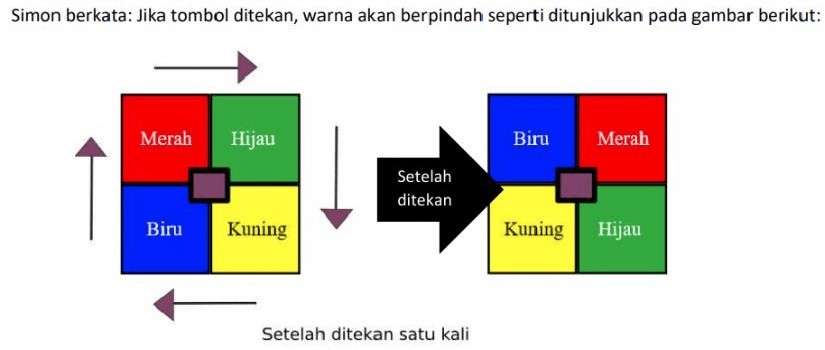 Simon berkata: Jika tombol ditekan, warna akan berpindah seperti ditunjukkan pada gambar berikut:
Merah Hijau
Biru Kuning
Setelah
ditekan
Biru Merah
Kuning Hijau
Setelah ditekan satu kali